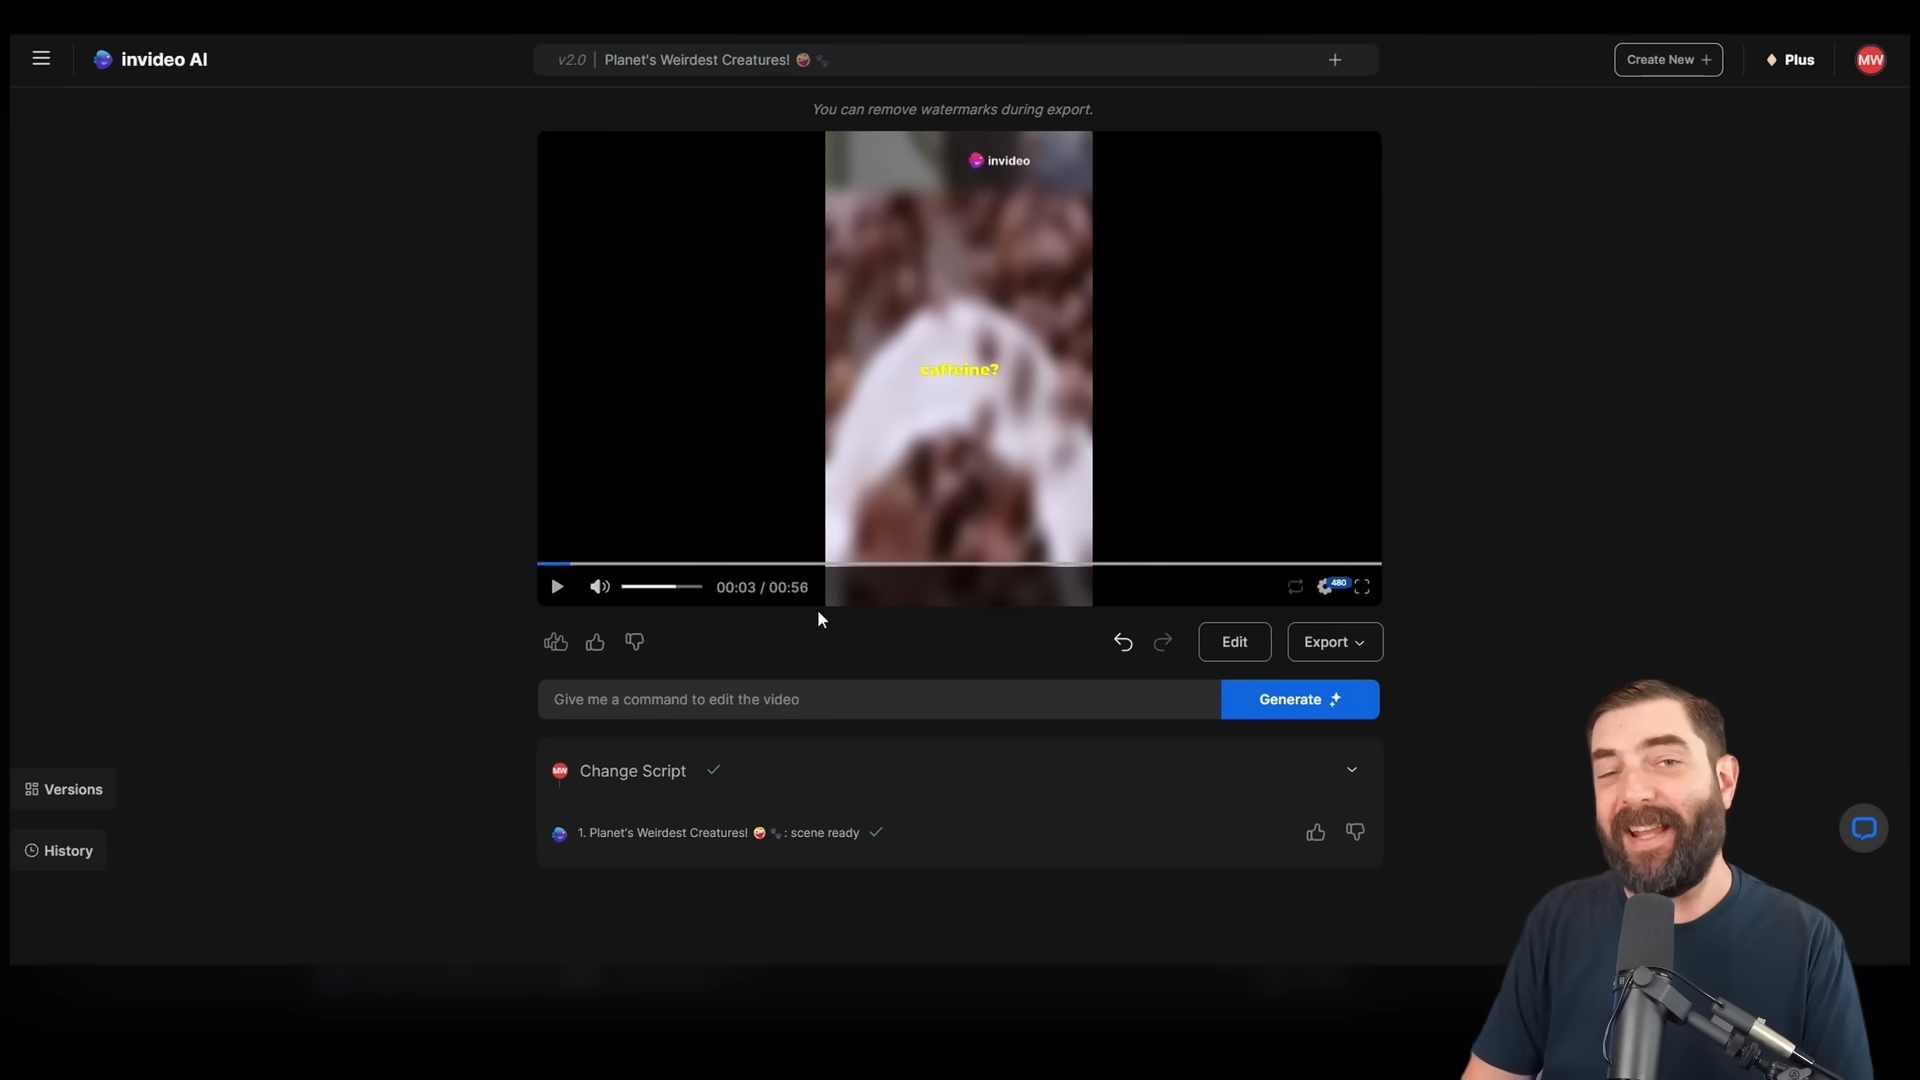 invideo AI
v2.0 | Planet's Weirdest Creatures! 🤪 🐾
Create New +
Plus
MW
You can remove watermarks during export.
invideo
caffeine?
00:03 / 00:56
480
Edit
Export
Give me a command to edit the video
Generate
MW
Change Script
1. Planet's Weirdest Creatures! 🤪 🐾: scene ready
Versions
History